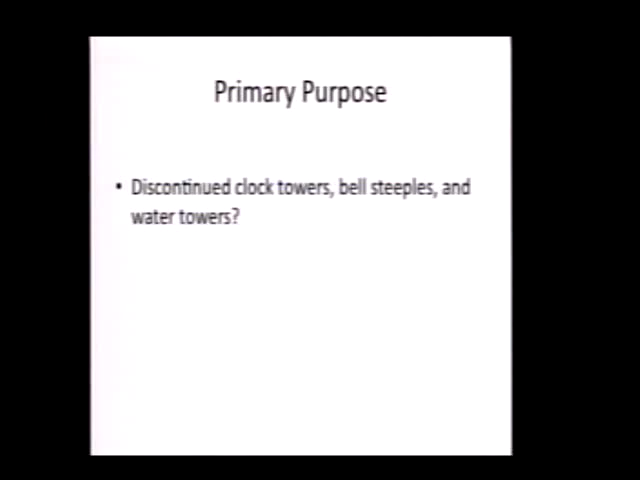 Primary Purpose
• Discontinued clock towers, bell steeples, and
water towers?